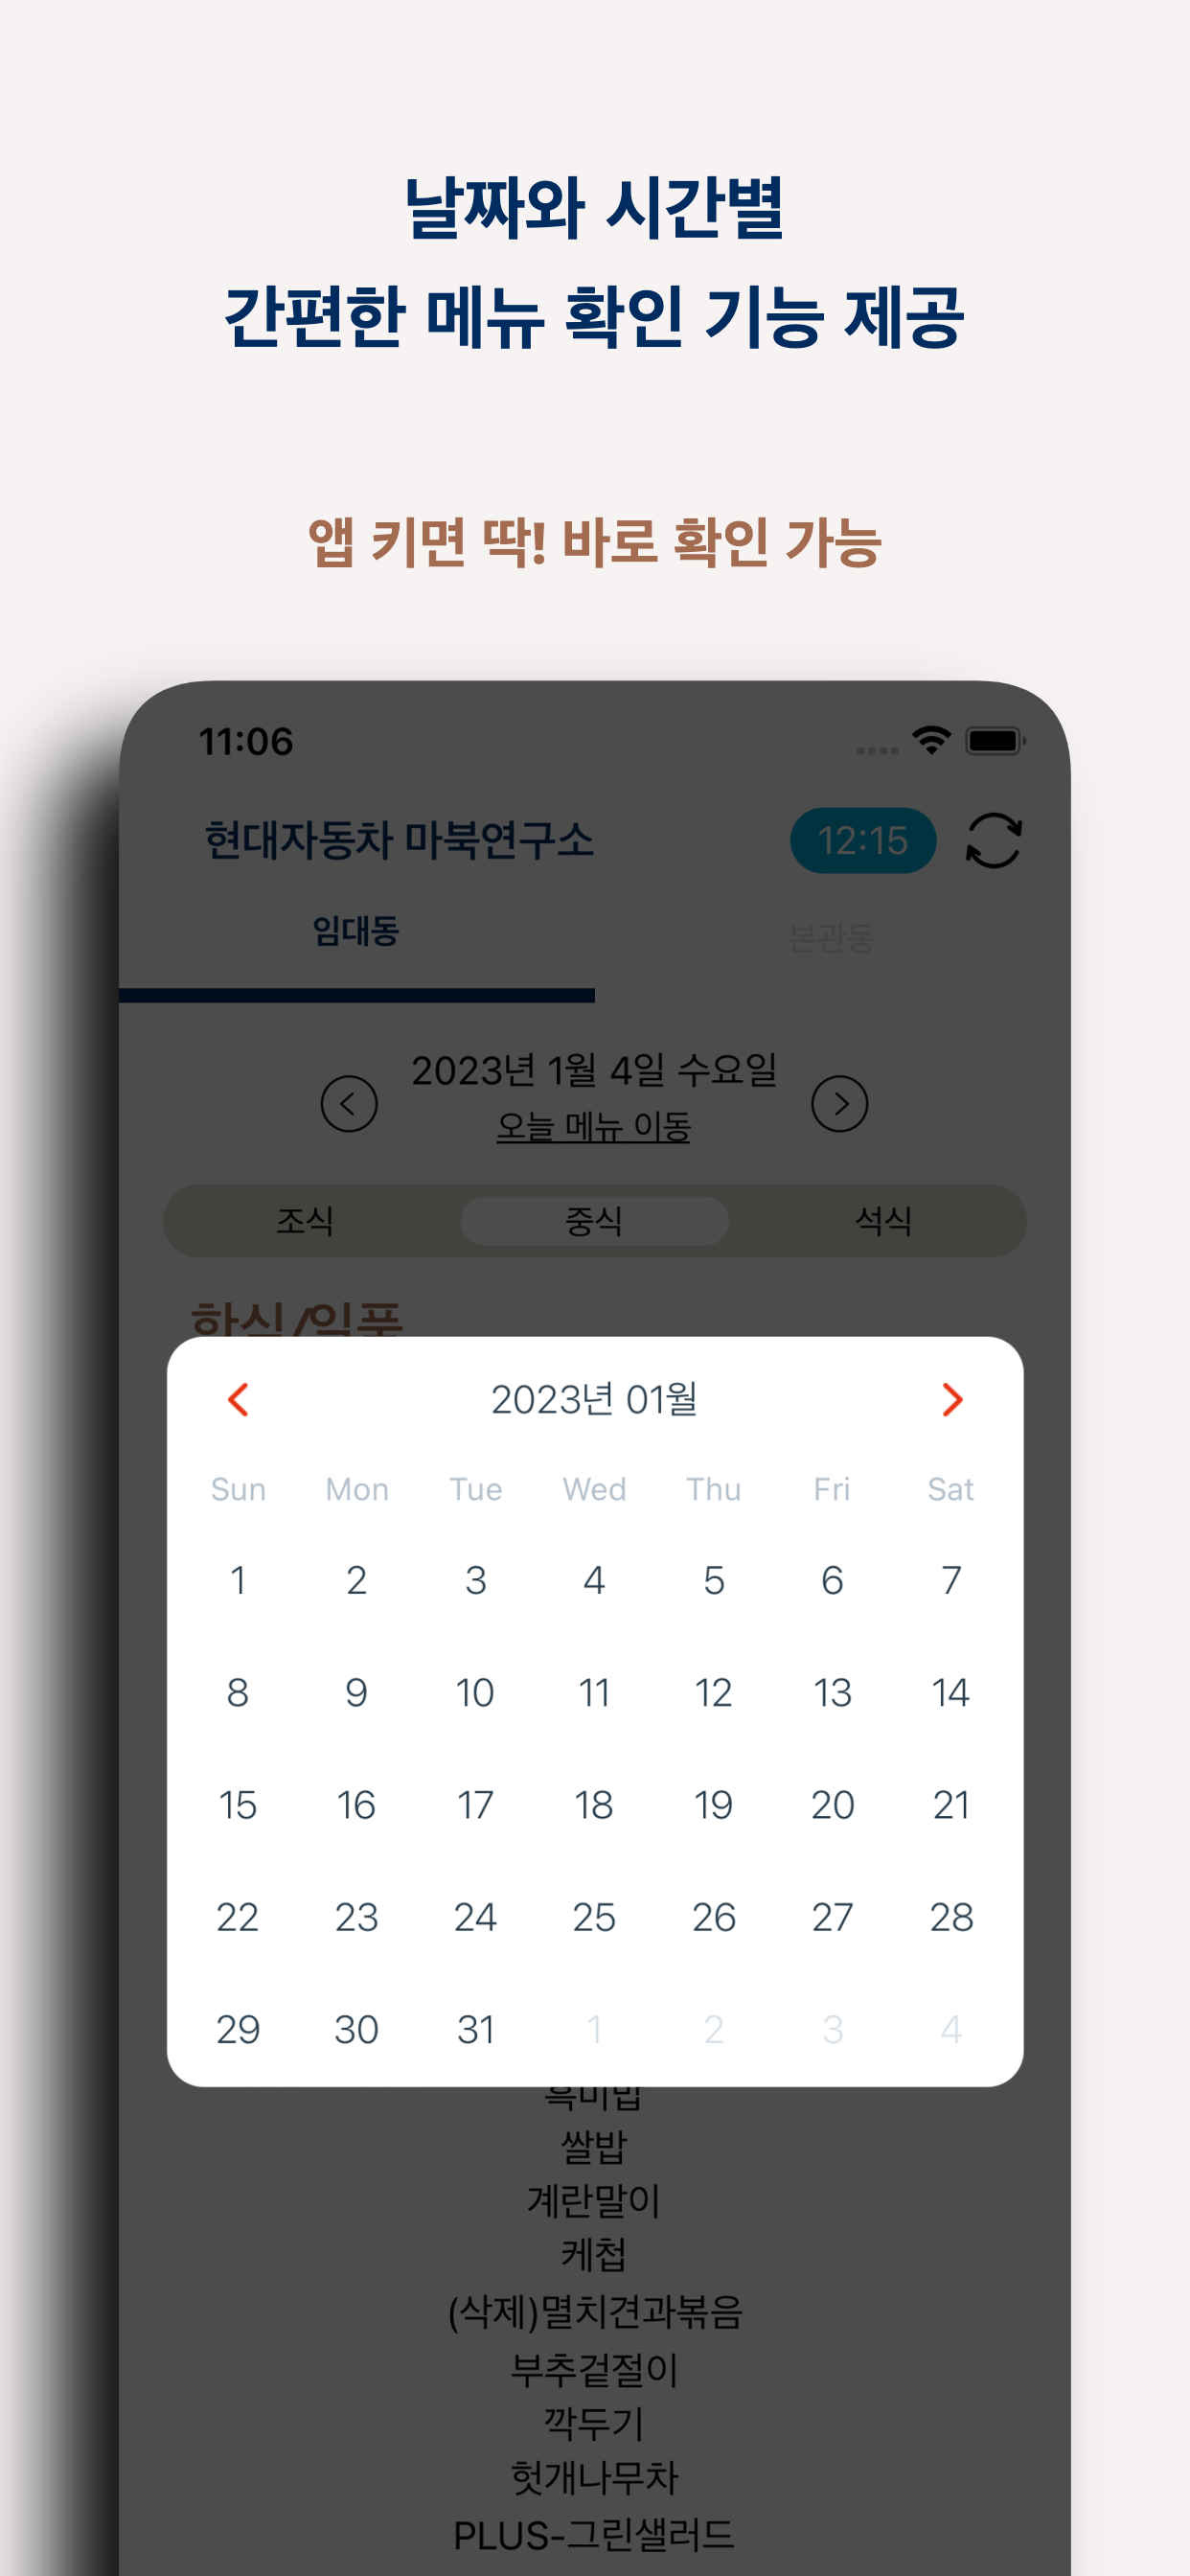 날짜와 시간별
간편한 메뉴 확인 기능 제공
앱 키면 딱! 바로 확인 가능
11:06
현대자동차 마북연구소 12:15
임대동 본관동
2023년 1월 4일 수요일
오늘 메뉴 이동
조식 중식 석식
한식/일품
2023년 01월
Sun Mon Tue Wed Thu Fri Sat
1 2 3 4 5 6 7
8 9 10 11 12 13 14
15 16 17 18 19 20 21
22 23 24 25 26 27 28
29 30 31 1 2 3 4
흑미밥
쌀밥
계란말이
케첩
(삭제)멸치견과볶음
부추겉절이
깍두기
헛개나무차
PLUS-그린샐러드